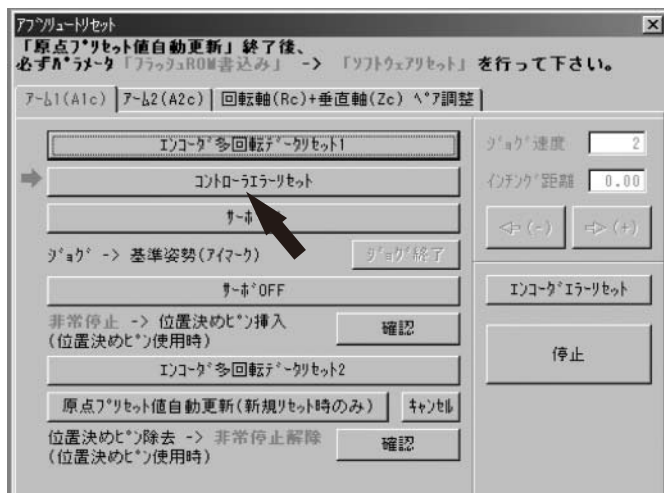 アブソリュートリセット
「原点プリセット値自動更新」終了後、
必ずパラメータ「フラッシュROM書込み」 -> 「ソフトウェアリセット」 を行って下さい。
アーム1(A1c) アーム2(A2c) 回転軸(Rc)+垂直軸(Zc) ペア調整
エンコーダ多回転データリセット1
コントローラエラーリセット
サーホ
ジョグ -> 基準姿勢(アイマーク) ジョグ終了
サーボOFF
非常停止 -> 位置決めピン挿入
(位置決めピン使用時) 確認
エンコーダ多回転データリセット2
原点プリセット値自動更新(新規リセット時のみ) キャンセル
位置決めピン除去 -> 非常停止解除
(位置決めピン使用時) 確認
ジョグ速度 2
インチング距離 0.00
(-) (+)
エンコーダエラーリセット
停止